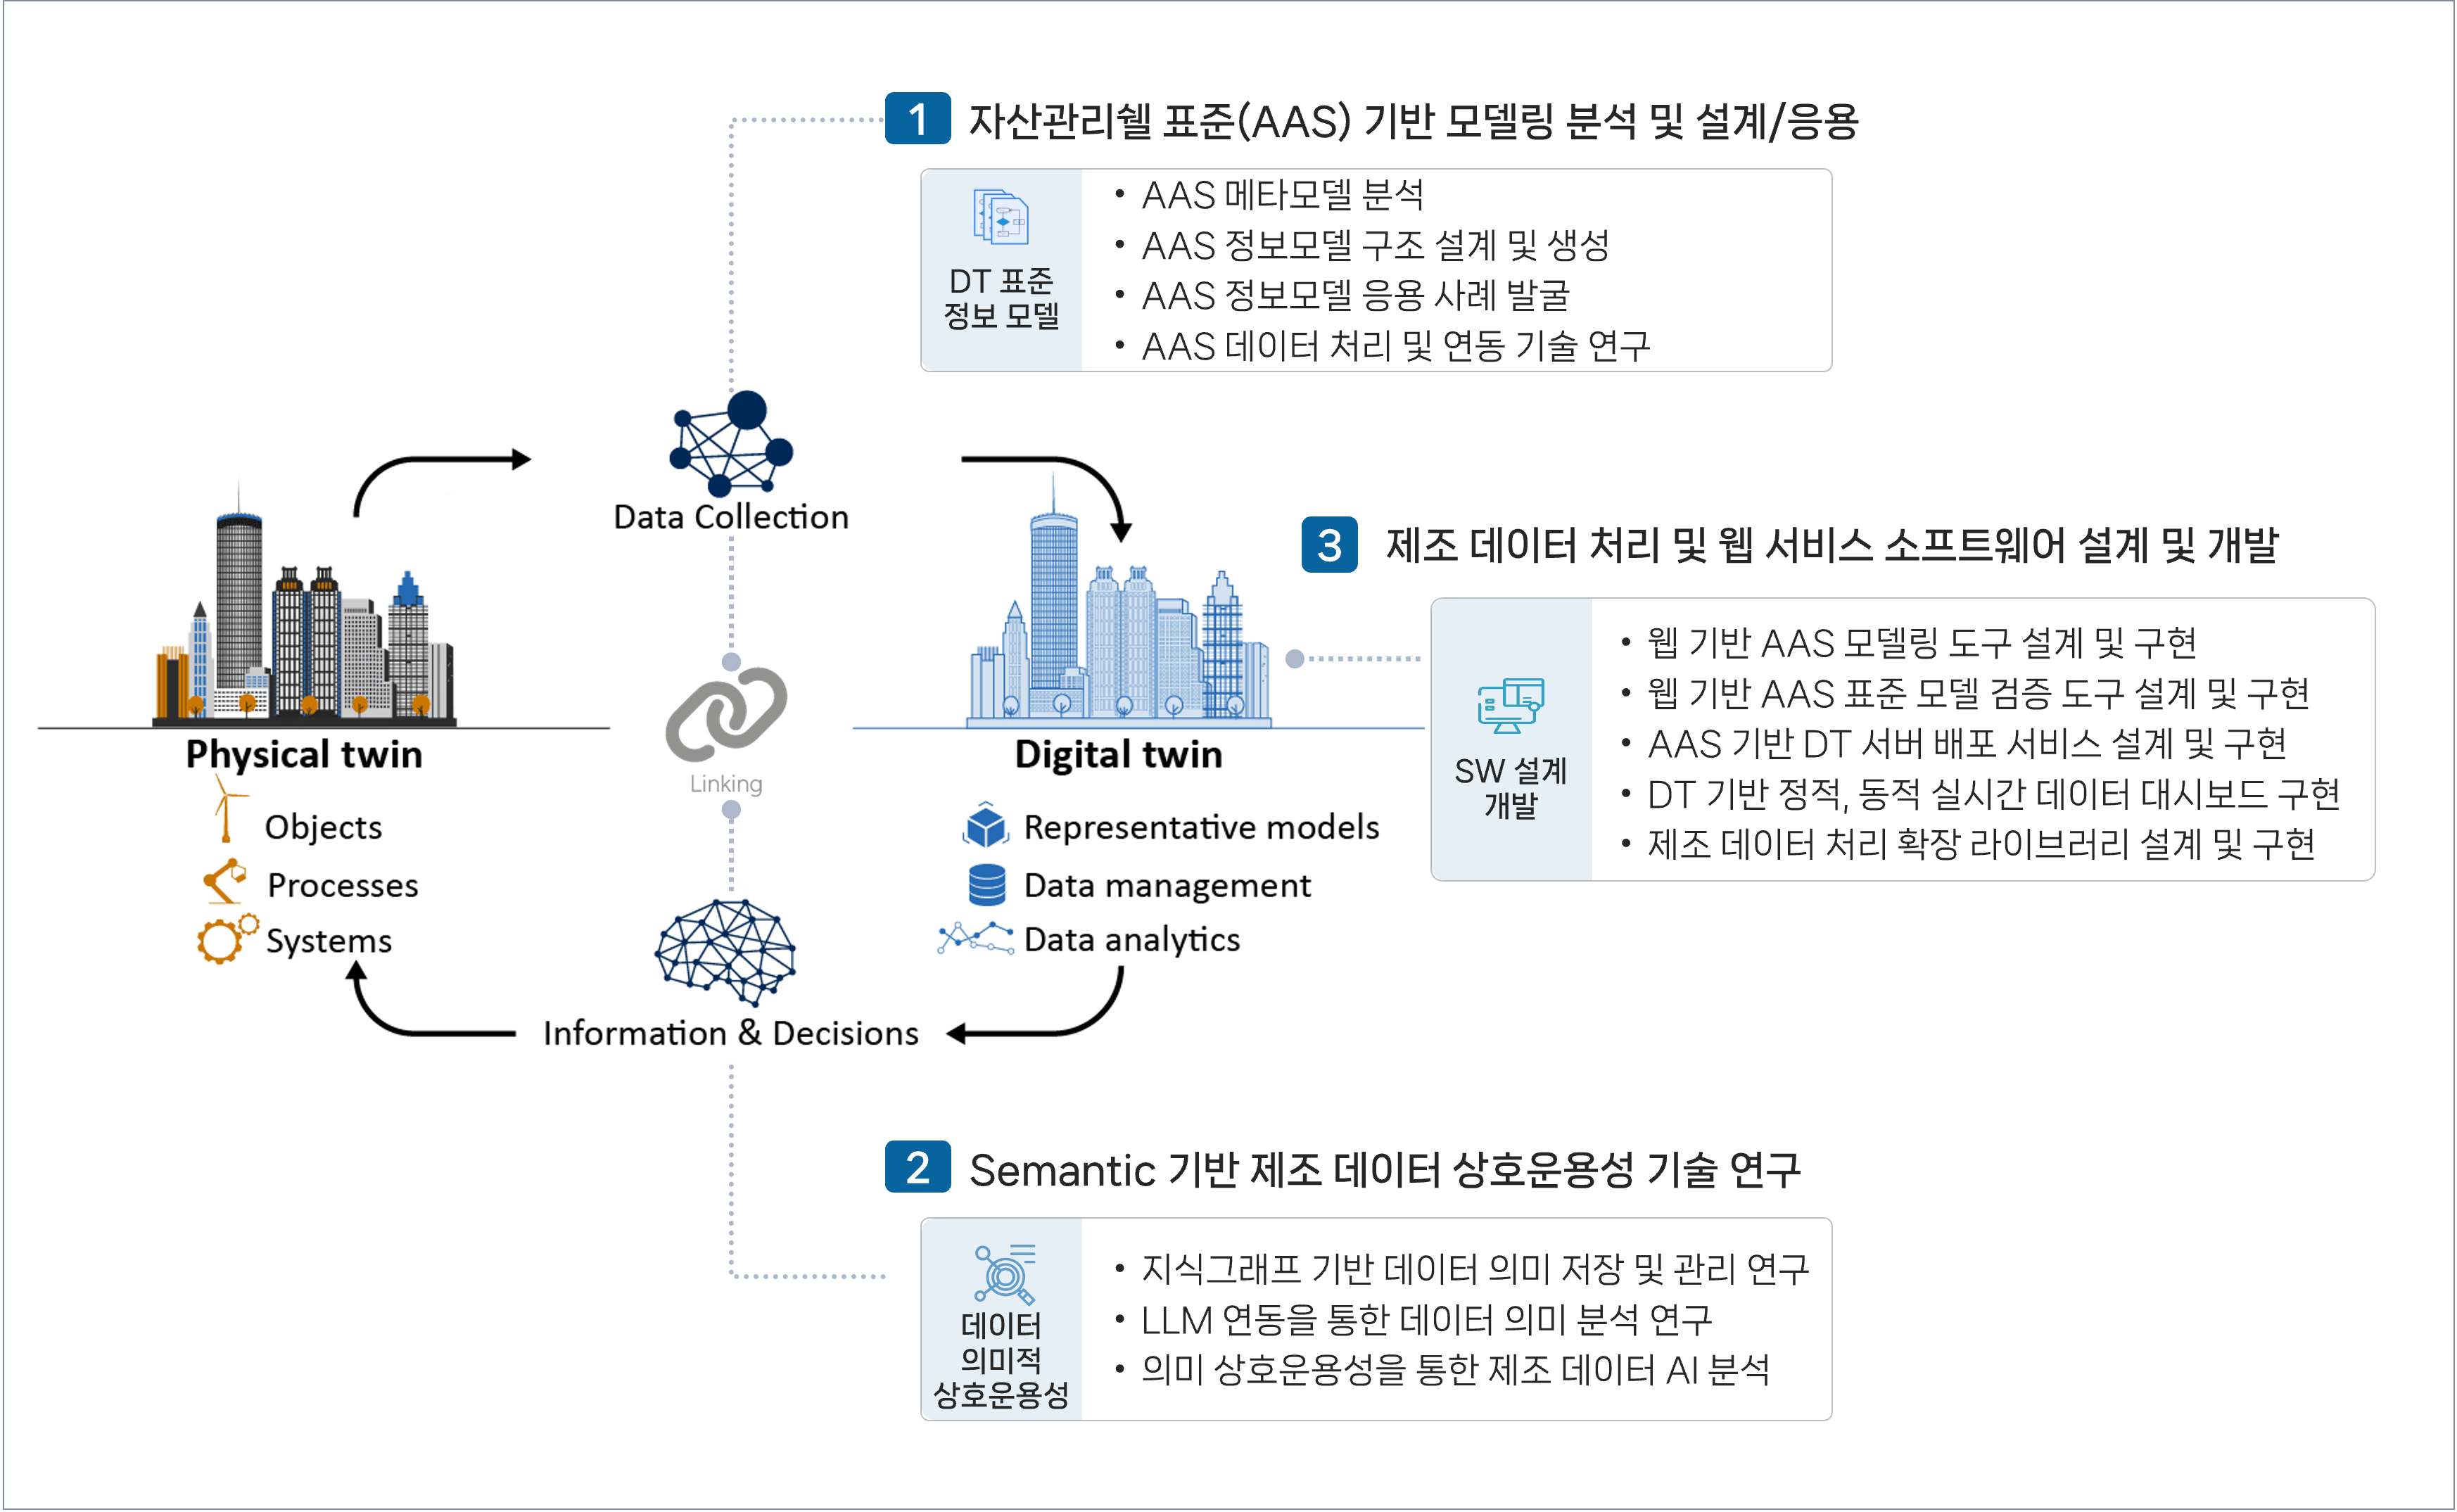 1 자산관리쉘 표준(AAS) 기반 모델링 분석 및 설계/응용
DT 표준
정보 모델
• AAS 메타모델 분석
• AAS 정보모델 구조 설계 및 생성
• AAS 정보모델 응용 사례 발굴
• AAS 데이터 처리 및 연동 기술 연구
Data Collection
Physical twin
Objects
Processes
Systems
Linking
Digital twin
Representative models
Data management
Data analytics
Information & Decisions
3 제조 데이터 처리 및 웹 서비스 소프트웨어 설계 및 개발
SW 설계
개발
• 웹 기반 AAS 모델링 도구 설계 및 구현
• 웹 기반 AAS 표준 모델 검증 도구 설계 및 구현
• AAS 기반 DT 서버 배포 서비스 설계 및 구현
• DT 기반 정적, 동적 실시간 데이터 대시보드 구현
• 제조 데이터 처리 확장 라이브러리 설계 및 구현
2 Semantic 기반 제조 데이터 상호운용성 기술 연구
데이터
의미적
상호운용성
• 지식그래프 기반 데이터 의미 저장 및 관리 연구
• LLM 연동을 통한 데이터 의미 분석 연구
• 의미 상호운용성을 통한 제조 데이터 AI 분석